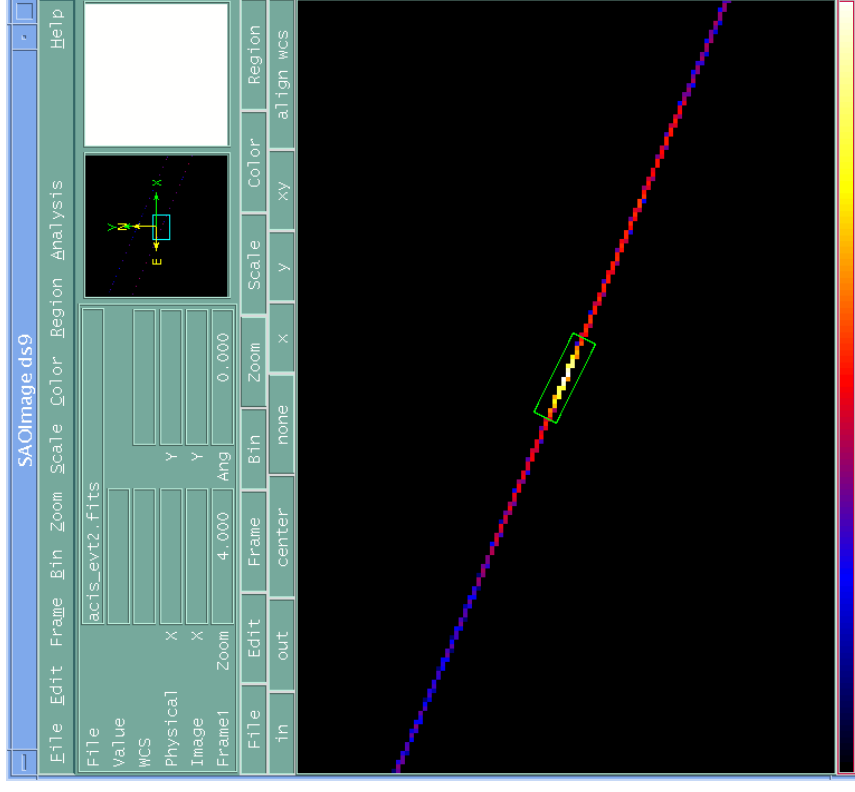 SAOImage ds9
File Edit Frame Bin Zoom Scale Color Region Analysis Help
File acis_evt2.fits
Value
WCS
Physical X Y
Image X Y
Frame1 Zoom 4.000 Ang 0.000
Y
N
E X
File Edit Frame Bin Zoom Scale Color Region
in out center none x y xy align wcs